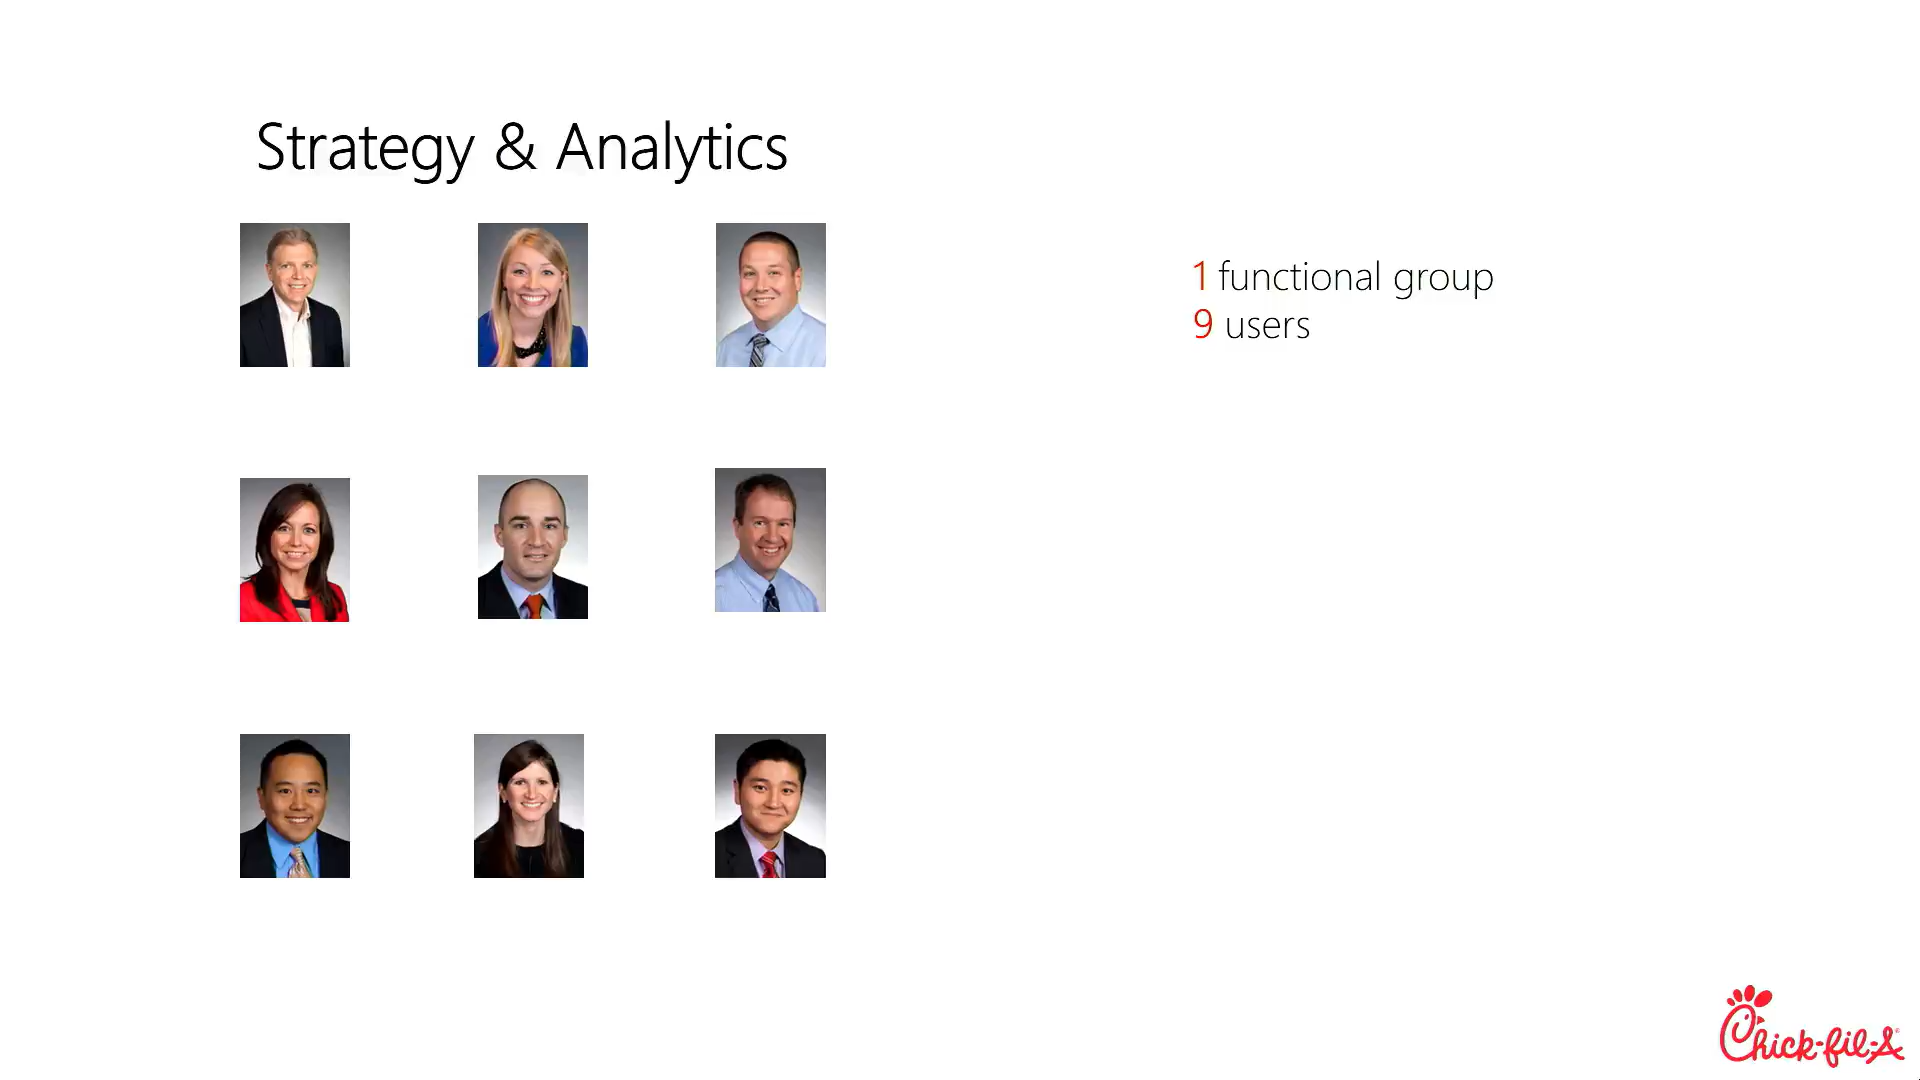 Strategy & Analytics
1 functional group
9 users
Chick-fil-A